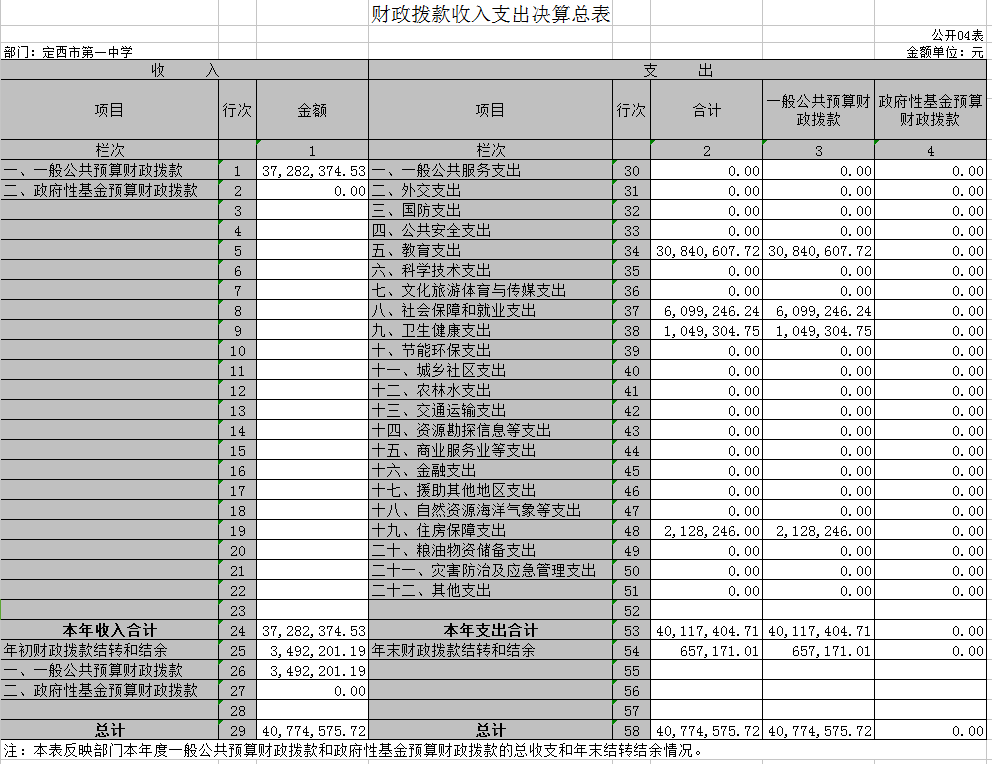 财政拨款收入支出决算总表
公开04表
部门：定西市第一中学 金额单位：元
收 入 支 出
项目 行次 金额 项目 行次 合计 一般公共预算财政拨款 政府性基金预算财政拨款
栏次 1 栏次 2 3 4
一、一般公共预算财政拨款 1 37,282,374.53 一、一般公共服务支出 30 0.00 0.00 0.00
二、政府性基金预算财政拨款 2 0.00 二、外交支出 31 0.00 0.00 0.00
3 三、国防支出 32 0.00 0.00 0.00
4 四、公共安全支出 33 0.00 0.00 0.00
5 五、教育支出 34 30,840,607.72 30,840,607.72 0.00
6 六、科学技术支出 35 0.00 0.00 0.00
7 七、文化旅游体育与传媒支出 36 0.00 0.00 0.00
8 八、社会保障和就业支出 37 6,099,246.24 6,099,246.24 0.00
9 九、卫生健康支出 38 1,049,304.75 1,049,304.75 0.00
10 十、节能环保支出 39 0.00 0.00 0.00
11 十一、城乡社区支出 40 0.00 0.00 0.00
12 十二、农林水支出 41 0.00 0.00 0.00
13 十三、交通运输支出 42 0.00 0.00 0.00
14 十四、资源勘探信息等支出 43 0.00 0.00 0.00
15 十五、商业服务业等支出 44 0.00 0.00 0.00
16 十六、金融支出 45 0.00 0.00 0.00
17 十七、援助其他地区支出 46 0.00 0.00 0.00
18 十八、自然资源海洋气象等支出 47 0.00 0.00 0.00
19 十九、住房保障支出 48 2,128,246.00 2,128,246.00 0.00
20 二十、粮油物资储备支出 49 0.00 0.00 0.00
21 二十一、灾害防治及应急管理支出 50 0.00 0.00 0.00
22 二十二、其他支出 51 0.00 0.00 0.00
23 52
本年收入合计 24 37,282,374.53 本年支出合计 53 40,117,404.71 40,117,404.71 0.00
年初财政拨款结转和结余 25 3,492,201.19 年末财政拨款结转和结余 54 657,171.01 657,171.01 0.00
一、一般公共预算财政拨款 26 3,492,201.19 55
二、政府性基金预算财政拨款 27 0.00 56
28 57
总计 29 40,774,575.72 总计 58 40,774,575.72 40,774,575.72 0.00
注：本表反映部门本年度一般公共预算财政拨款和政府性基金预算财政拨款的总收支和年末结转结余情况。